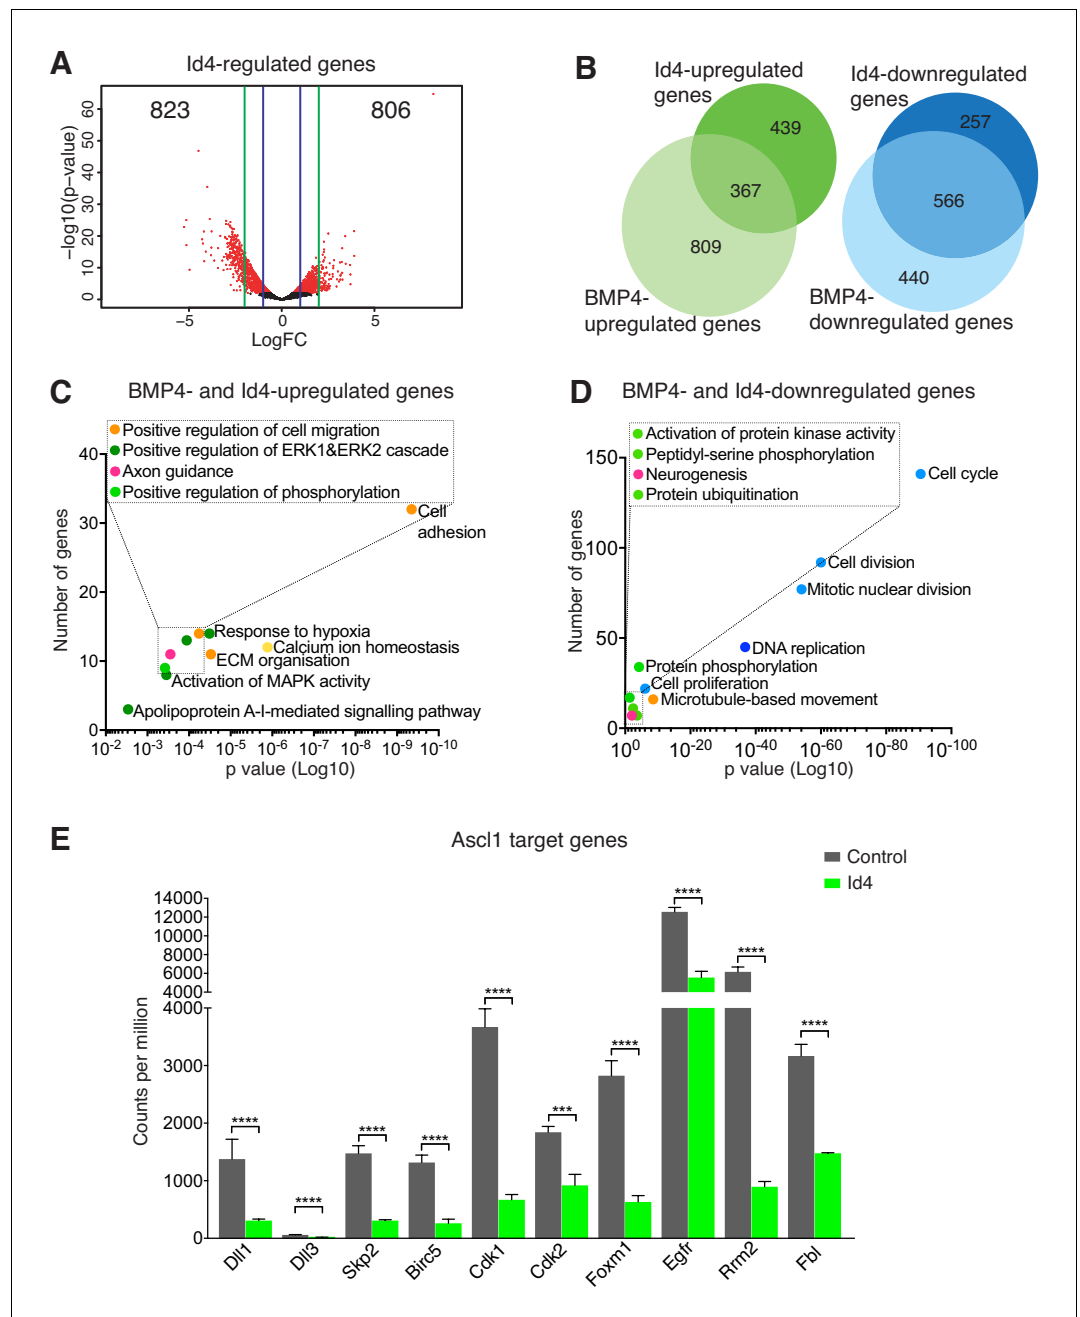 A
Id4-regulated genes
823
806
−log10(p−value)
60
50
40
30
20
10
0
−5
0
5
LogFC
B
Id4-upregulated
genes
439
367
809
BMP4-
upregulated genes
Id4-downregulated
genes
257
566
440
BMP4-
downregulated genes
C
BMP4- and Id4-upregulated genes
Number of genes
40
30
20
10
0
Positive regulation of cell migration
Positive regulation of ERK1&ERK2 cascade
Axon guidance
Positive regulation of phosphorylation
Cell
adhesion
Response to hypoxia
Calcium ion homeostasis
ECM organisation
Activation of MAPK activity
Apolipoprotein A-I-mediated signalling pathway
10-2 10-3 10-4 10-5 10-6 10-7 10-8 10-9 10-10
p value (Log10)
D
BMP4- and Id4-downregulated genes
Number of genes
150
100
50
0
Activation of protein kinase activity
Peptidyl-serine phosphorylation
Neurogenesis
Protein ubiquitination
Cell cycle
Cell division
Mitotic nuclear division
DNA replication
Protein phosphorylation
Cell proliferation
Microtubule-based movement
100 10-20 10-40 10-60 10-80 10-100
p value (Log10)
E
Ascl1 target genes
Control
Id4
Counts per million
14000
12000
10000
8000
6000
4000
4000
3000
2000
1000
0
****
****
****
****
****
***
****
****
****
****
Dll1
Dll3
Skp2
Birc5
Cdk1
Cdk2
Foxm1
Egfr
Rrm2
Fbl